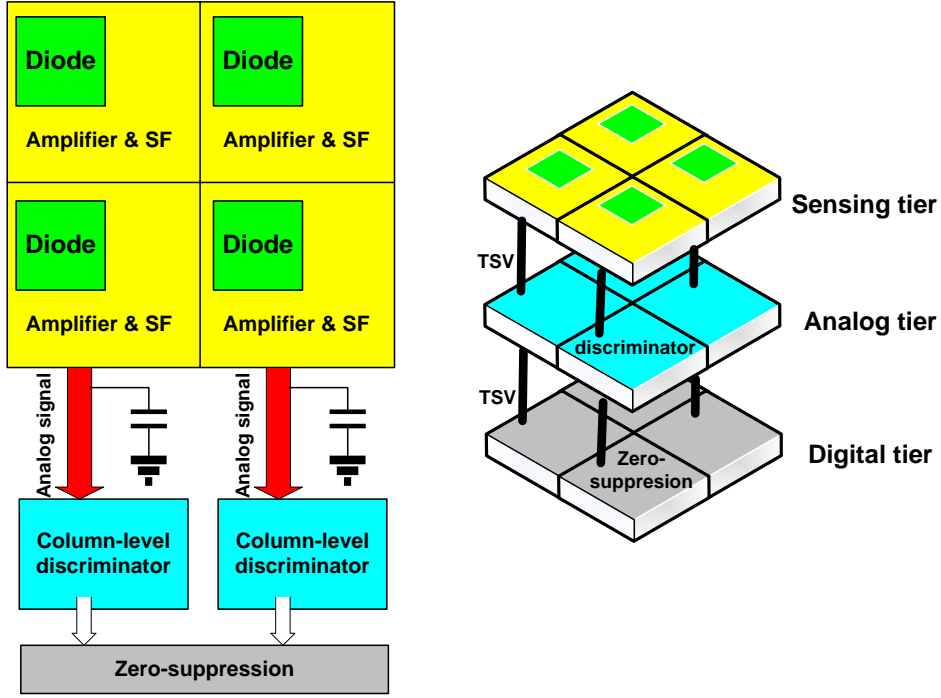 Diode
Diode
Amplifier & SF
Amplifier & SF
Diode
Diode
Amplifier & SF
Amplifier & SF
Analog signal
Analog signal
Column-level
discriminator
Column-level
discriminator
Zero-suppression
Sensing tier
TSV
Analog tier
discriminator
TSV
Digital tier
Zero-
suppresion